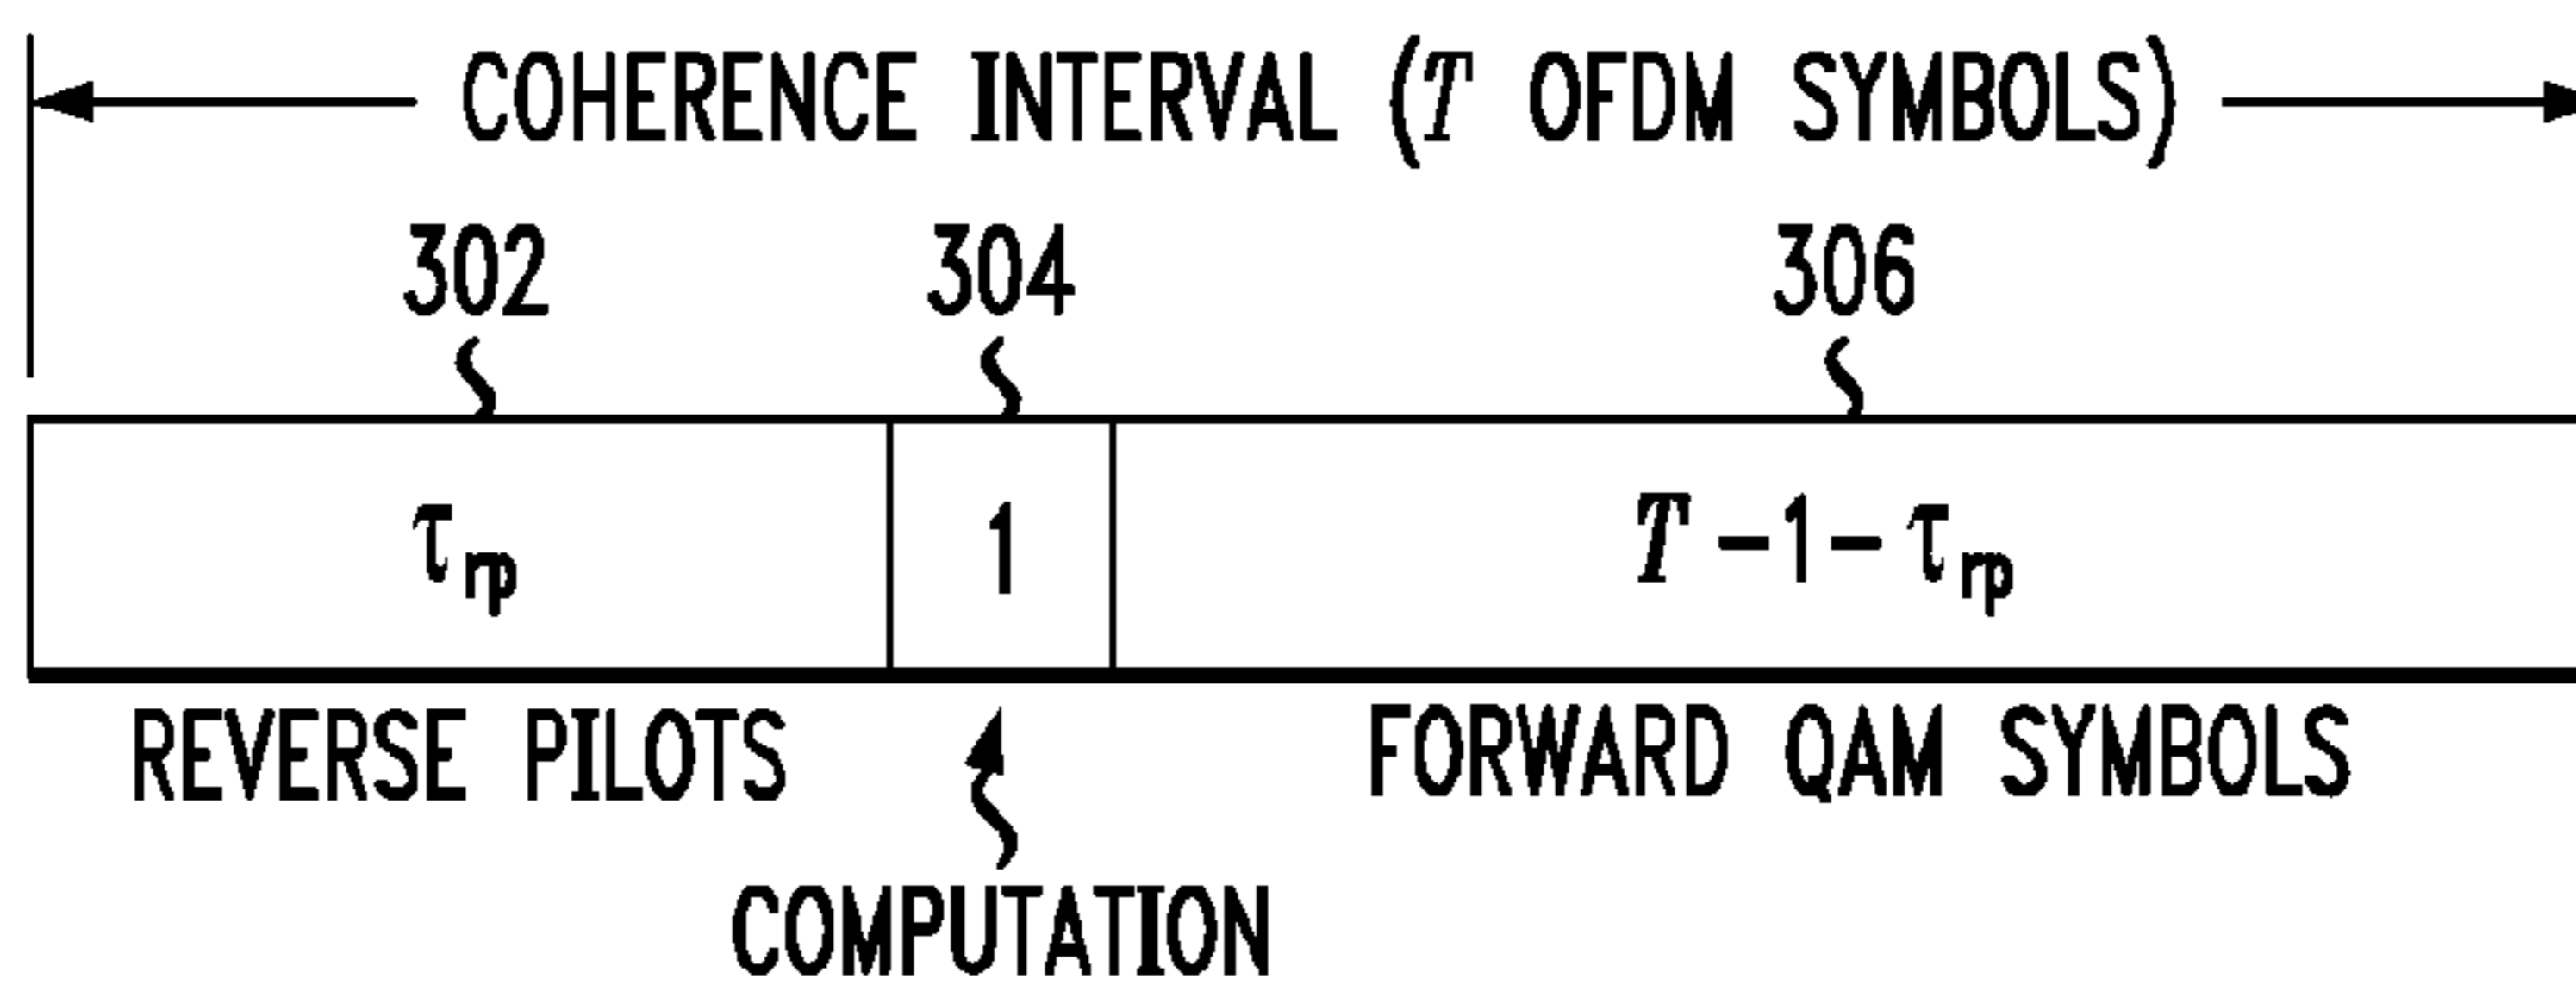 COHERENCE INTERVAL (T OFDM SYMBOLS)
302 304 306
τrp 1 T-1-τrp
REVERSE PILOTS FORWARD QAM SYMBOLS
COMPUTATION